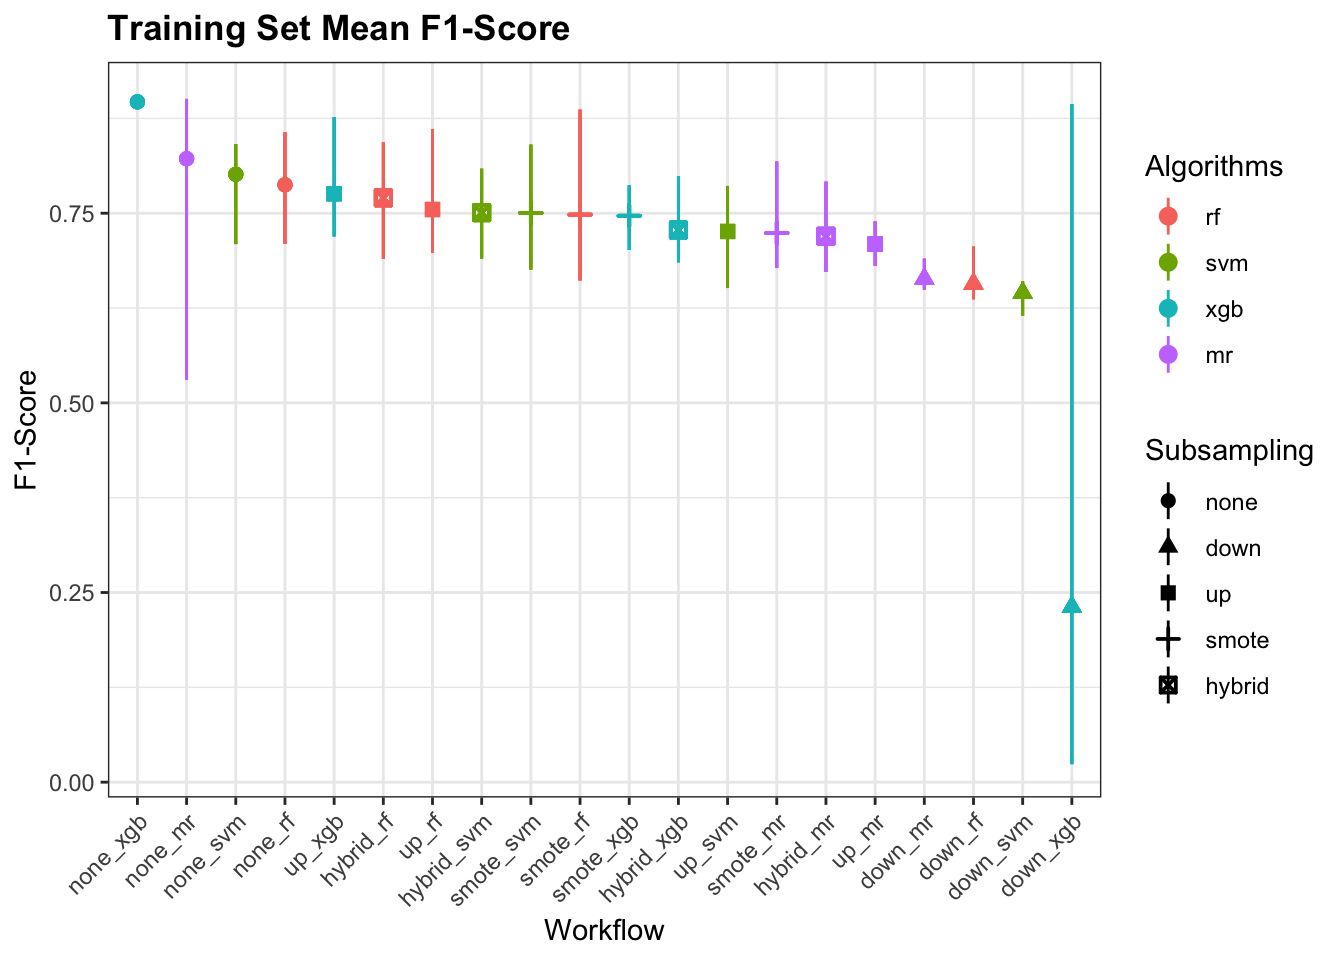 Training Set Mean F1-Score
F1-Score
0.75
0.50
0.25
0.00
none_xgb
none_mr
none_svm
none_rf
up_xgb
hybrid_rf
up_rf
hybrid_svm
smote_svm
smote_rf
smote_xgb
hybrid_xgb
up_svm
smote_mr
hybrid_mr
up_mr
down_mr
down_rf
down_svm
down_xgb
Workflow
Algorithms
rf
svm
xgb
mr
Subsampling
none
down
up
smote
hybrid